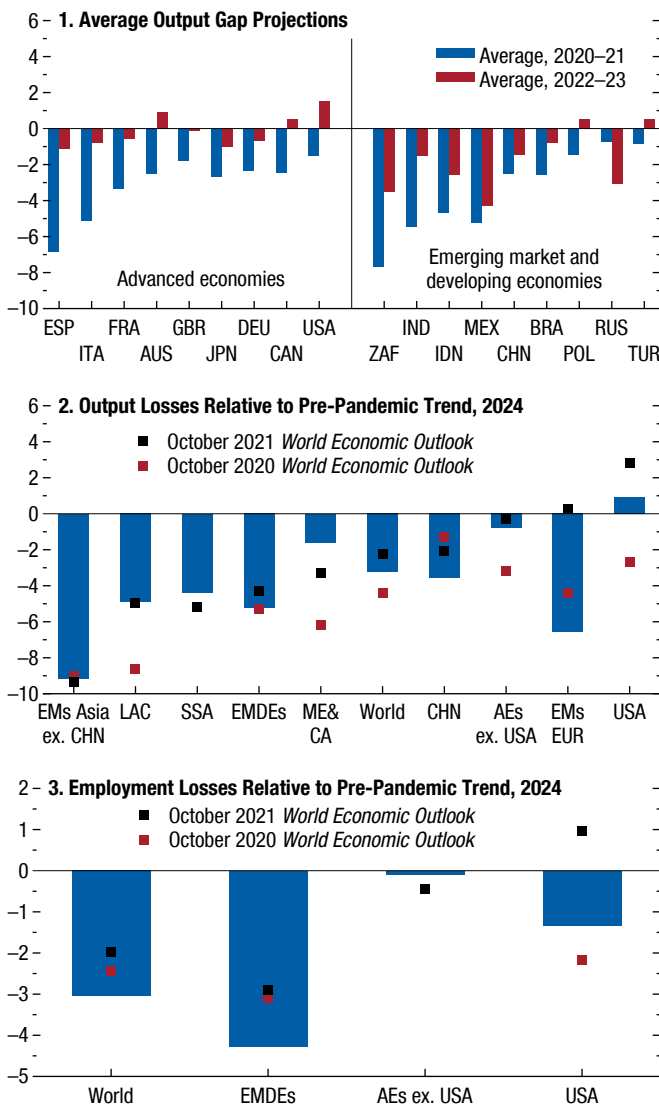 1. Average Output Gap Projections
Average, 2020–21
Average, 2022–23
6
4
2
0
−2
−4
−6
−8
−10
Advanced economies
Emerging market and
developing economies
ESP FRA GBR DEU USA IND MEX BRA RUS
ITA AUS JPN CAN ZAF IDN CHN POL TUR
2. Output Losses Relative to Pre-Pandemic Trend, 2024
October 2021 World Economic Outlook
October 2020 World Economic Outlook
6
4
2
0
−2
−4
−6
−8
−10
EMs Asia LAC SSA EMDEs ME& World CHN AEs EMs USA
ex. CHN CA ex. USA EUR
3. Employment Losses Relative to Pre-Pandemic Trend, 2024
October 2021 World Economic Outlook
October 2020 World Economic Outlook
2
1
0
−1
−2
−3
−4
−5
World EMDEs AEs ex. USA USA